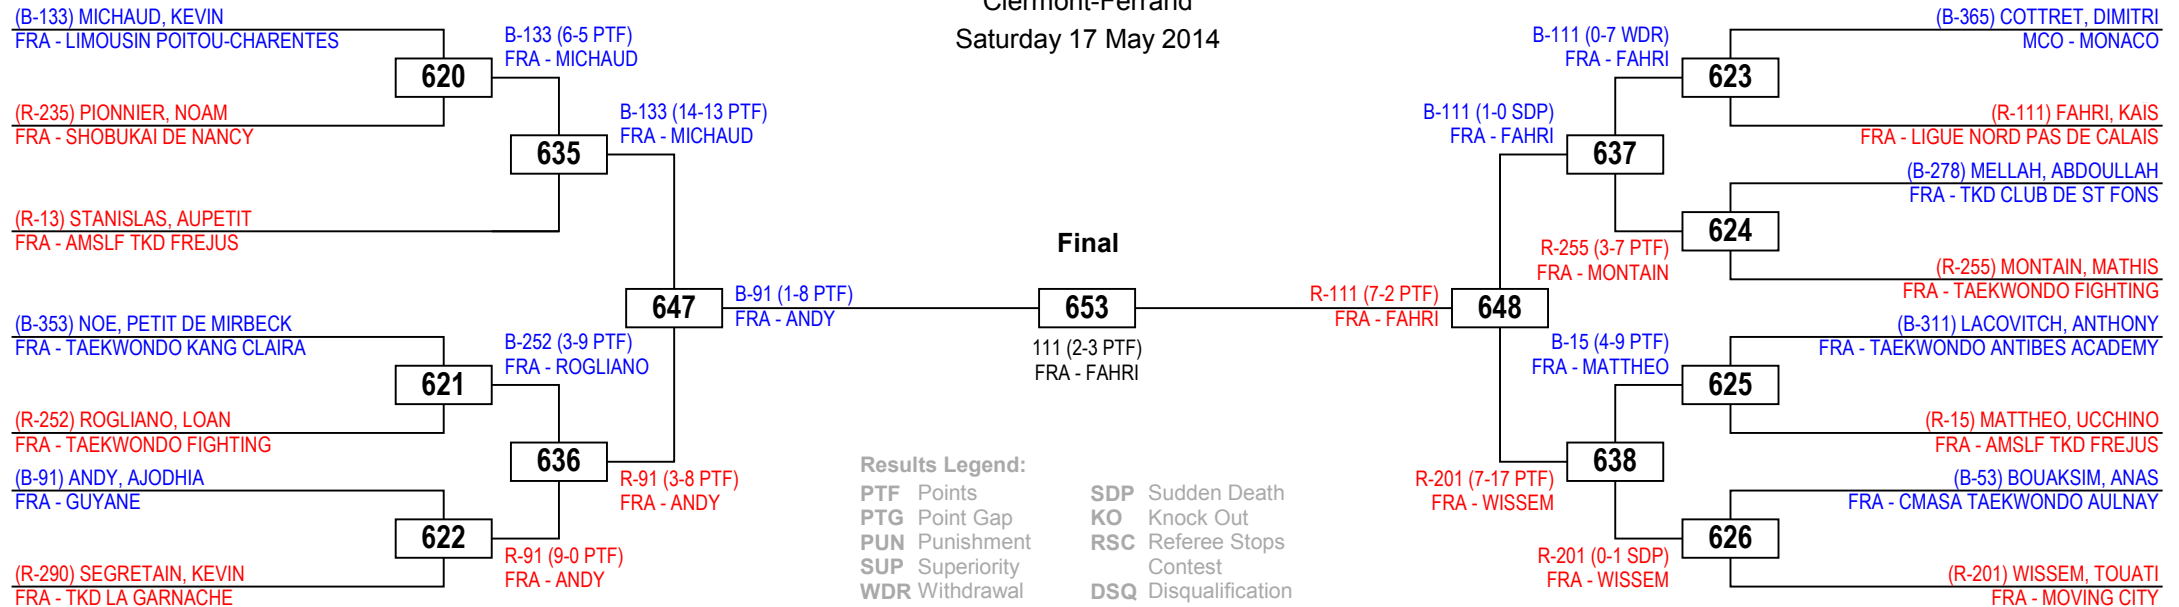 Clermont-Ferrand
Saturday 17 May 2014
(B-133) MICHAUD, KEVIN
FRA - LIMOUSIN POITOU-CHARENTES
620
B-133 (6-5 PTF)
FRA - MICHAUD
(R-235) PIONNIER, NOAM
FRA - SHOBUKAI DE NANCY
635
B-133 (14-13 PTF)
FRA - MICHAUD
(R-13) STANISLAS, AUPETIT
FRA - AMSLF TKD FREJUS
647
B-91 (1-8 PTF)
FRA - ANDY
(B-353) NOE, PETIT DE MIRBECK
FRA - TAEKWONDO KANG CLAIRA
621
B-252 (3-9 PTF)
FRA - ROGLIANO
(R-252) ROGLIANO, LOAN
FRA - TAEKWONDO FIGHTING
636
R-91 (3-8 PTF)
FRA - ANDY
(B-91) ANDY, AJODHIA
FRA - GUYANE
622
R-91 (9-0 PTF)
FRA - ANDY
(R-290) SEGRETAIN, KEVIN
FRA - TKD LA GARNACHE
Final
653
111 (2-3 PTF)
FRA - FAHRI
Results Legend:
PTF Points
PTG Point Gap
PUN Punishment
SUP Superiority
WDR Withdrawal
SDP Sudden Death
KO Knock Out
RSC Referee Stops
Contest
DSQ Disqualification
(B-365) COTTRET, DIMITRI
MCO - MONACO
B-111 (0-7 WDR)
FRA - FAHRI
623
(R-111) FAHRI, KAIS
FRA - LIGUE NORD PAS DE CALAIS
B-111 (1-0 SDP)
FRA - FAHRI
637
(B-278) MELLAH, ABDOULLAH
FRA - TKD CLUB DE ST FONS
624
R-255 (3-7 PTF)
FRA - MONTAIN
(R-255) MONTAIN, MATHIS
FRA - TAEKWONDO FIGHTING
R-111 (7-2 PTF)
FRA - FAHRI
648
(B-311) LACOVITCH, ANTHONY
FRA - TAEKWONDO ANTIBES ACADEMY
B-15 (4-9 PTF)
FRA - MATTHEO
625
(R-15) MATTHEO, UCCHINO
FRA - AMSLF TKD FREJUS
638
R-201 (7-17 PTF)
FRA - WISSEM
(B-53) BOUAKSIM, ANAS
FRA - CMASA TAEKWONDO AULNAY
626
R-201 (0-1 SDP)
FRA - WISSEM
(R-201) WISSEM, TOUATI
FRA - MOVING CITY